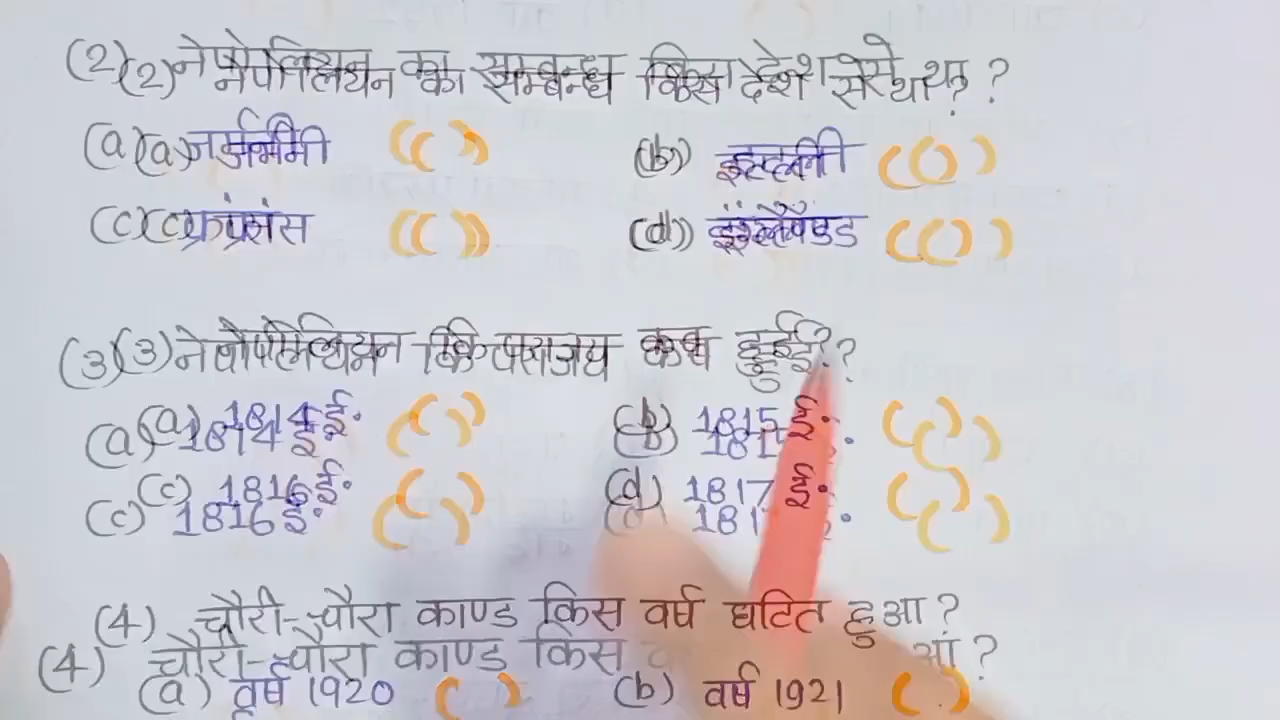 (2) नेपोलियन का सम्बन्ध किस देश से था ?
(a) जर्मनी ( ) (b) इटली ( )
(c) फ्रांस ( ) (d) इंग्लैण्ड ( )
(3) नेपोलियन कि पराजय कब हुई ?
(a) 1814 ई. ( ) (b) 1815 ई. ( )
(c) 1816 ई. ( ) (d) 1817 ई. ( )
(4) चौरी-चौरा काण्ड किस वर्ष घटित हुआ ?
(a) वर्ष 1920 ( ) (b) वर्ष 1921 ( )